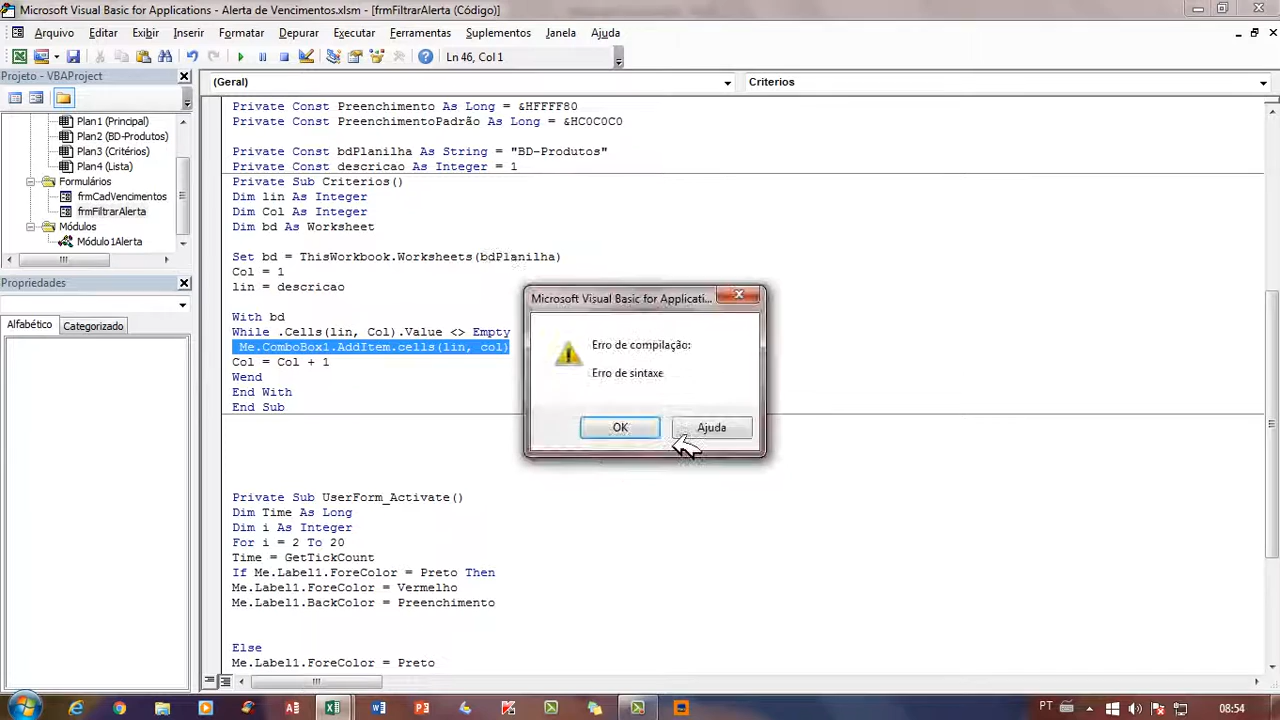 Microsoft Visual Basic for Applications - Alerta de Vencimentos.xlsm - [frmFiltrarAlerta (Código)]
Arquivo Editar Exibir Inserir Formatar Depurar Executar Ferramentas Suplementos Janela Ajuda
Ln 46, Col 1
Projeto - VBAProject
Plan1 (Principal)
Plan2 (BD-Produtos)
Plan3 (Critérios)
Plan4 (Lista)
Formulários
frmCadVencimentos
frmFiltrarAlerta
Módulos
Módulo1Alerta
Propriedades
Alfabético Categorizado
(Geral) Criterios
Private Const Preenchimento As Long = &HFFFF80
Private Const PreenchimentoPadrão As Long = &HC0C0C0
Private Const bdPlanilha As String = "BD-Produtos"
Private Const descricao As Integer = 1
Private Sub Criterios()
Dim lin As Integer
Dim Col As Integer
Dim bd As Worksheet
Set bd = ThisWorkbook.Worksheets(bdPlanilha)
Col = 1
lin = descricao
With bd
While .Cells(lin, Col).Value <> Empty
Me.ComboBox1.AddItem.cells(lin, col)
Col = Col + 1
Wend
End With
End Sub
Private Sub UserForm_Activate()
Dim Time As Long
Dim i As Integer
For i = 2 To 20
Time = GetTickCount
If Me.Label1.ForeColor = Preto Then
Me.Label1.ForeColor = Vermelho
Me.Label1.BackColor = Preenchimento
Else
Me.Label1.ForeColor = Preto
Microsoft Visual Basic for Applicati...
Erro de compilação:
Erro de sintaxe
OK Ajuda
PT 08:54